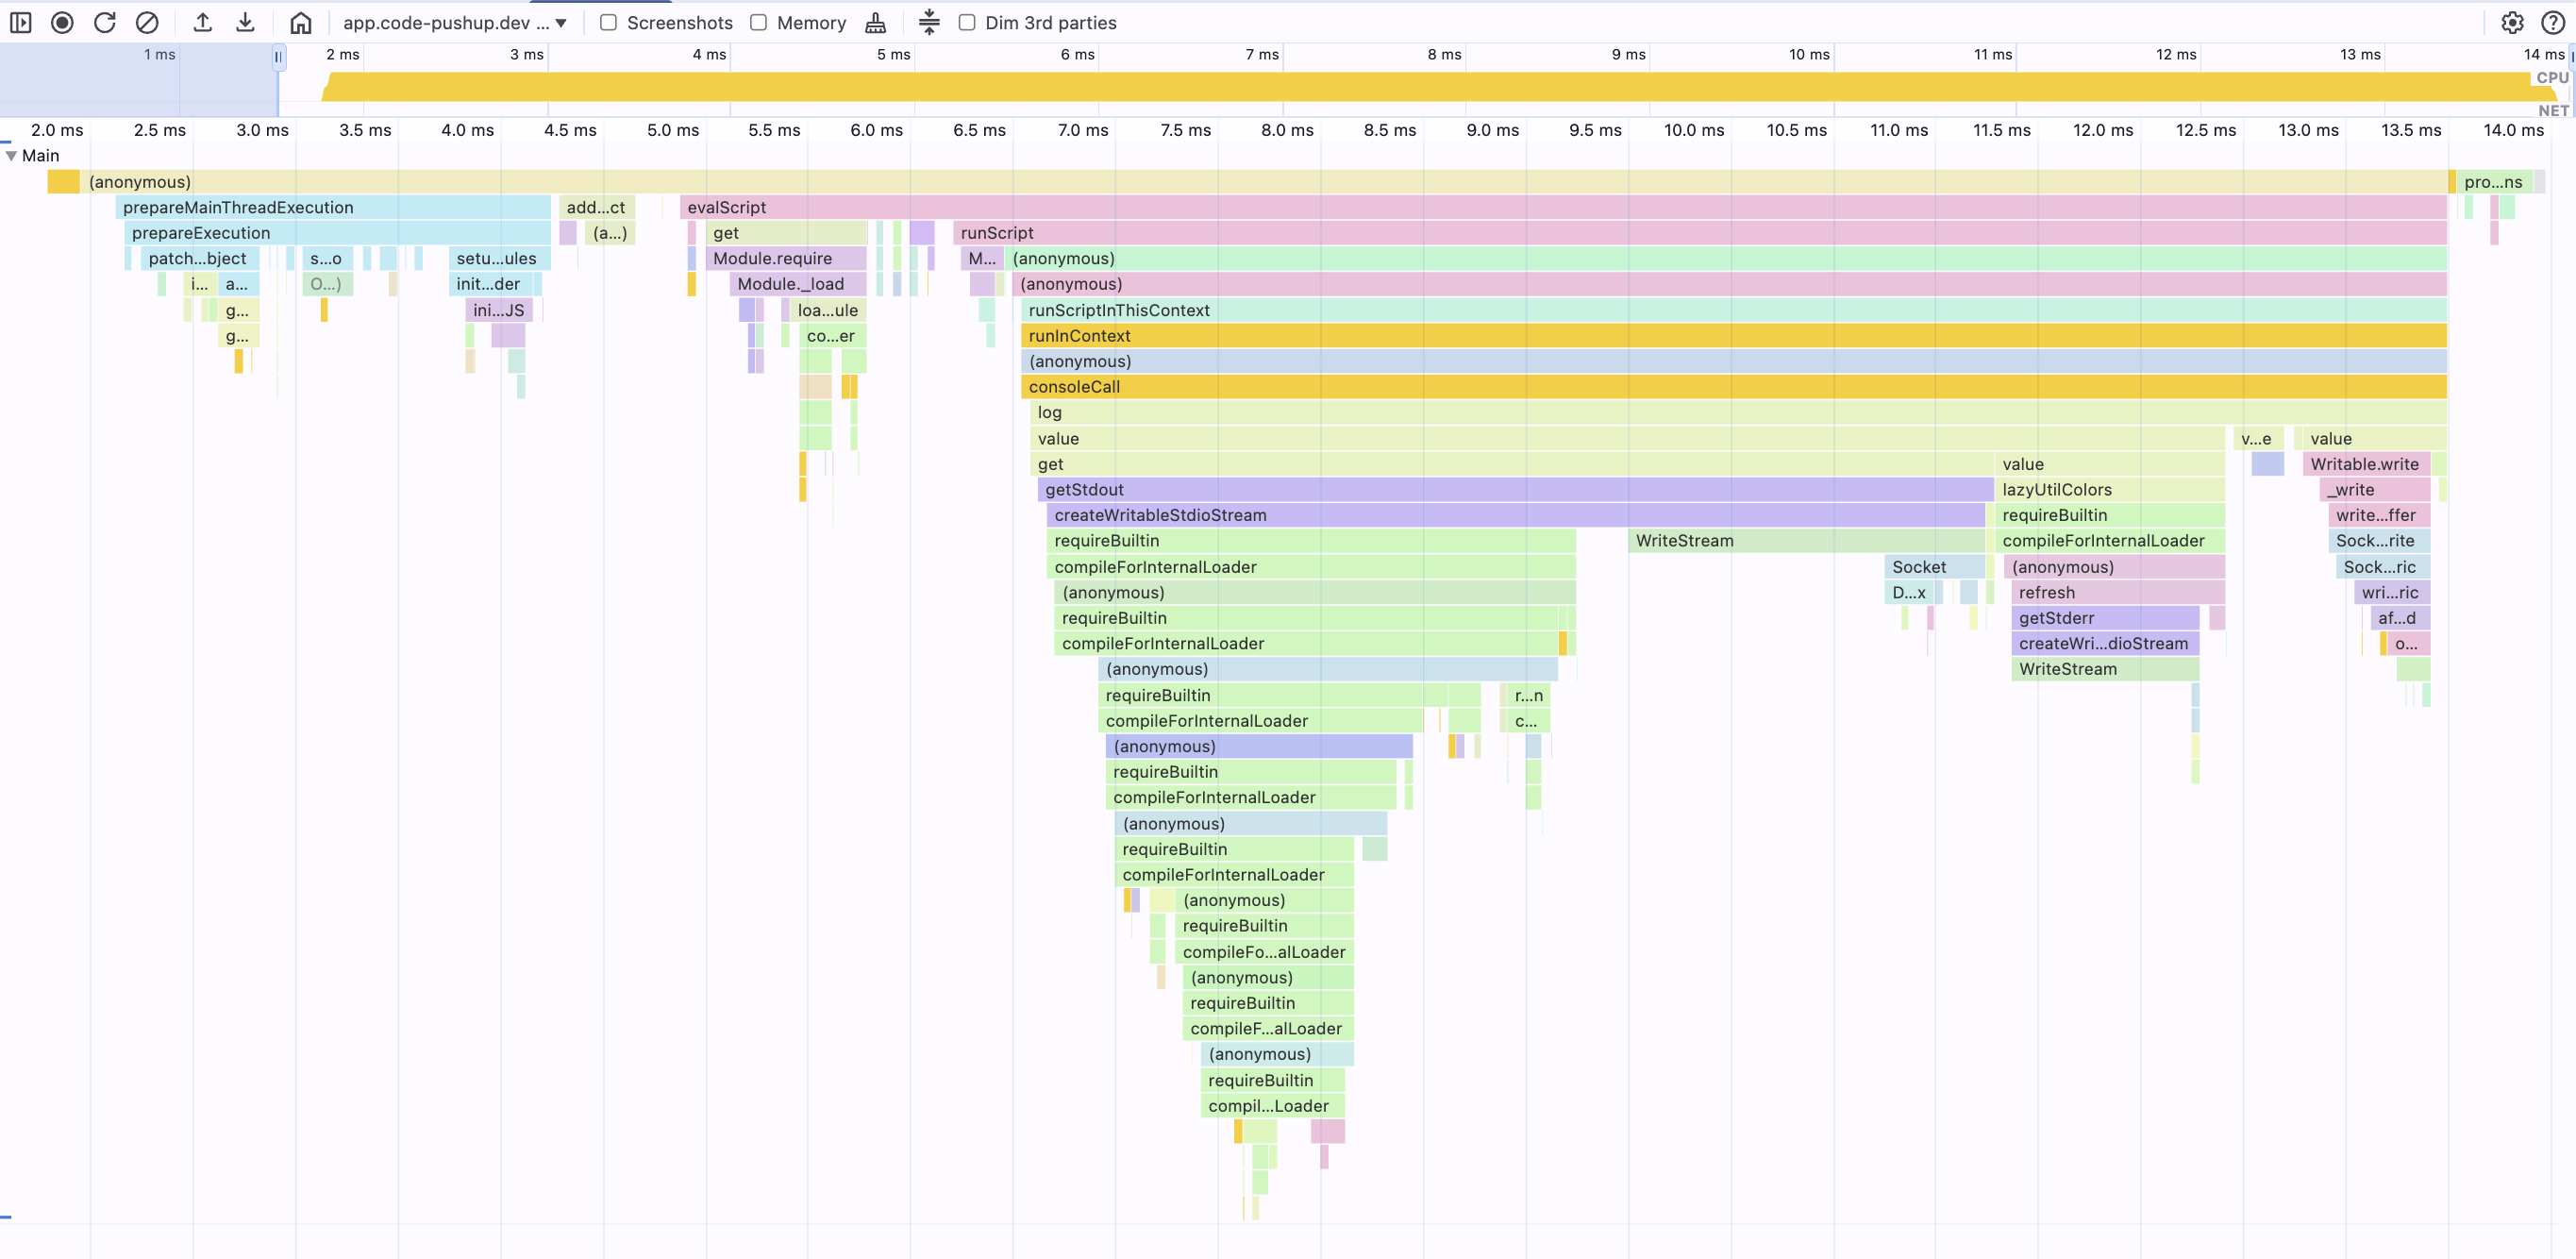 app.code-pushup.dev ... Screenshots Memory Dim 3rd parties
1 ms 2 ms 3 ms 4 ms 5 ms 6 ms 7 ms 8 ms 9 ms 10 ms 11 ms 12 ms 13 ms 14 ms
CPU
NET
2.0 ms 2.5 ms 3.0 ms 3.5 ms 4.0 ms 4.5 ms 5.0 ms 5.5 ms 6.0 ms 6.5 ms 7.0 ms 7.5 ms 8.0 ms 8.5 ms 9.0 ms 9.5 ms 10.0 ms 10.5 ms 11.0 ms 11.5 ms 12.0 ms 12.5 ms 13.0 ms 13.5 ms 14.0 ms
Main
(anonymous) pro...ns
prepareMainThreadExecution add...ct evalScript
prepareExecution (a...) get runScript
patch...bject s...o setu...ules Module.require M... (anonymous)
i... a... O...) init...der Module._load (anonymous)
g... ini...JS loa...ule runScriptInThisContext
g... co...er runInContext
(anonymous)
consoleCall
log
value v...e value
get value Writable.write
getStdout lazyUtilColors _write
createWritableStdioStream requireBuiltin write...ffer
requireBuiltin WriteStream compileForInternalLoader Sock...rite
compileForInternalLoader Socket (anonymous) Sock...ric
(anonymous) D...x refresh wri...ric
requireBuiltin getStderr af...d
compileForInternalLoader createWri...dioStream o...
(anonymous) WriteStream
requireBuiltin r...n
compileForInternalLoader c...
(anonymous)
requireBuiltin
compileForInternalLoader
(anonymous)
requireBuiltin
compileForInternalLoader
(anonymous)
requireBuiltin
compileFo...alLoader
(anonymous)
requireBuiltin
compileF...alLoader
(anonymous)
requireBuiltin
compil...Loader